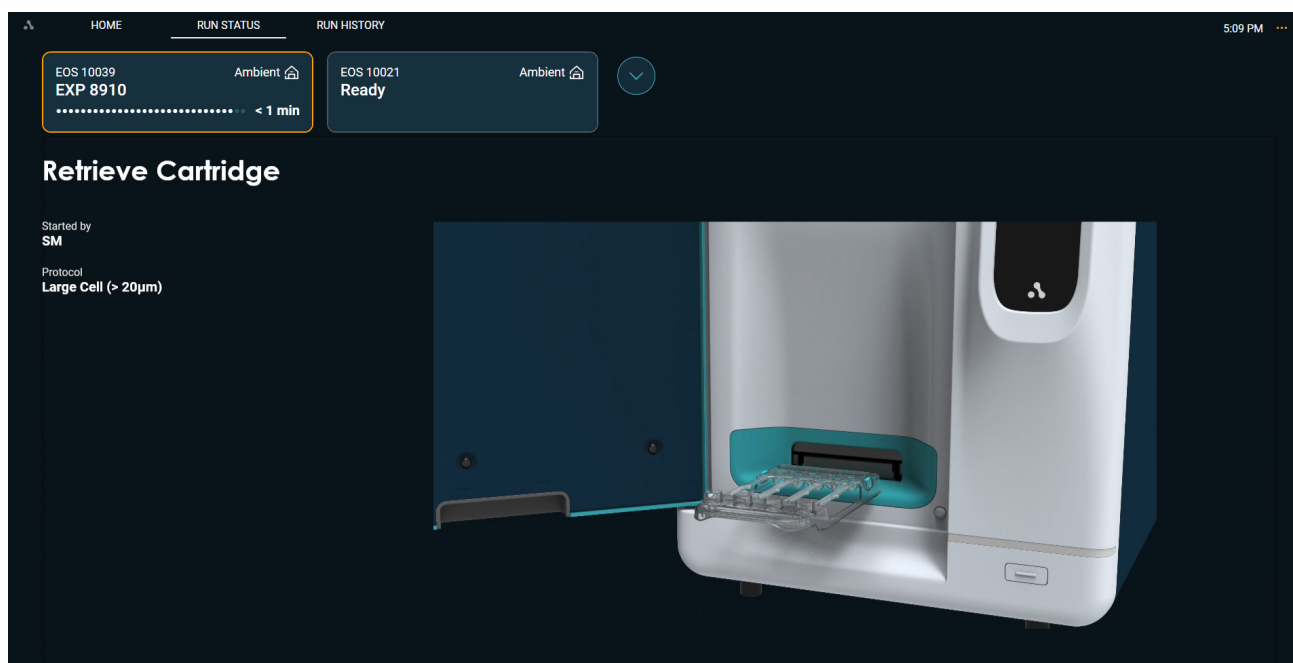 HOME RUN STATUS RUN HISTORY 5:09 PM
EOS 10039 Ambient
EXP 8910
< 1 min
EOS 10021 Ambient
Ready
Retrieve Cartridge
Started by
SM
Protocol
Large Cell (> 20μm)